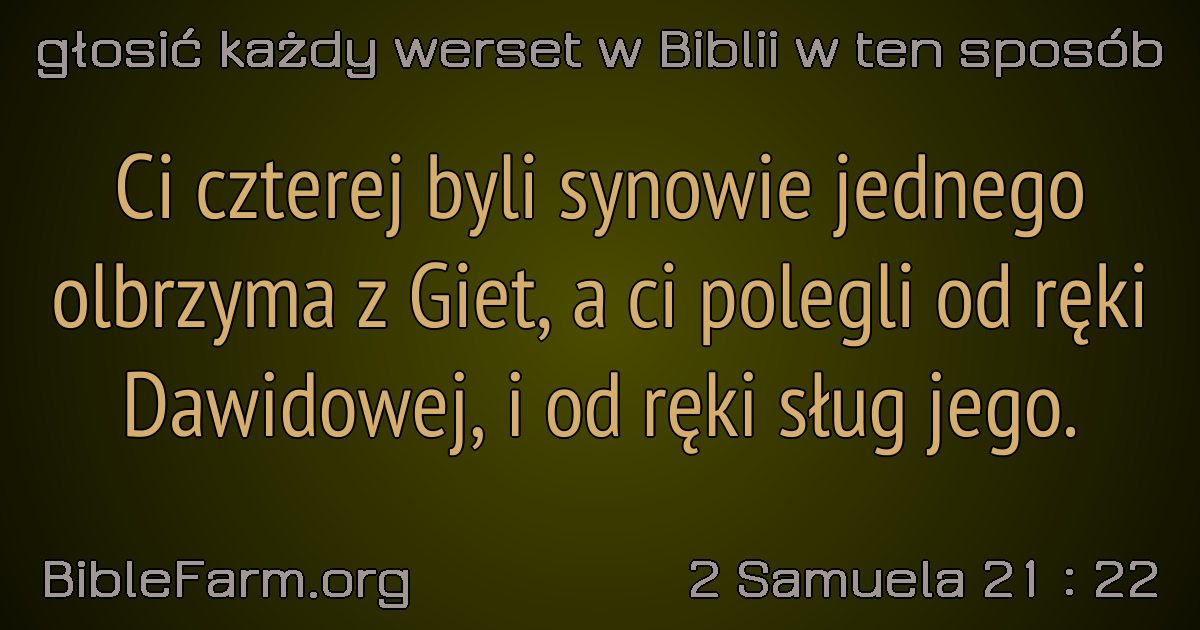 głosić każdy werset w Biblii w ten sposób
Ci czterej byli synowie jednego
olbrzyma z Giet, a ci polegli od ręki
Dawidowej, i od ręki sług jego.
BibleFarm.org
2 Samuela 21 : 22